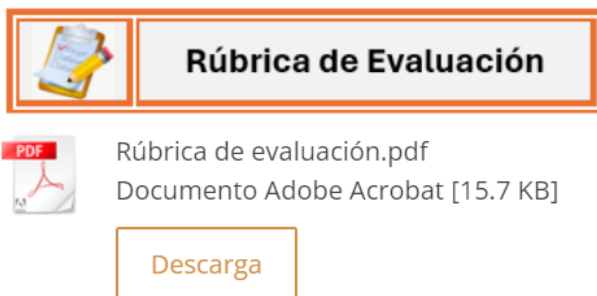 Rúbrica de Evaluación
PDF
Rúbrica de evaluación.pdf
Documento Adobe Acrobat [15.7 KB]
Descarga